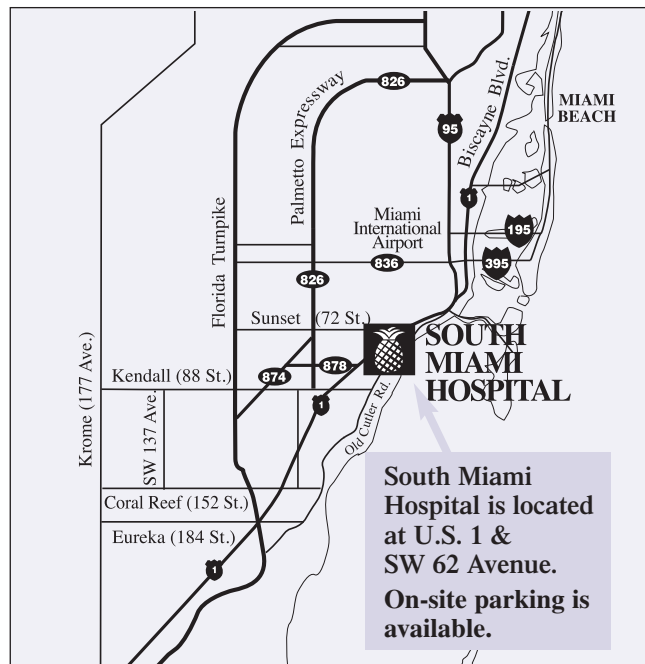 826
Palmetto Expressway
95
Biscayne Blvd.
MIAMI
BEACH
1
Florida Turnpike
Miami
International
Airport
195
836
395
826
Sunset (72 St.)
SOUTH
MIAMI
HOSPITAL
878
874
Kendall (88 St.)
1
Krome (177 Ave.)
SW 137 Ave.
Old Cutler Rd.
Coral Reef (152 St.)
Eureka (184 St.)
1
South Miami
Hospital is located
at U.S. 1 &
SW 62 Avenue.
On-site parking is
available.